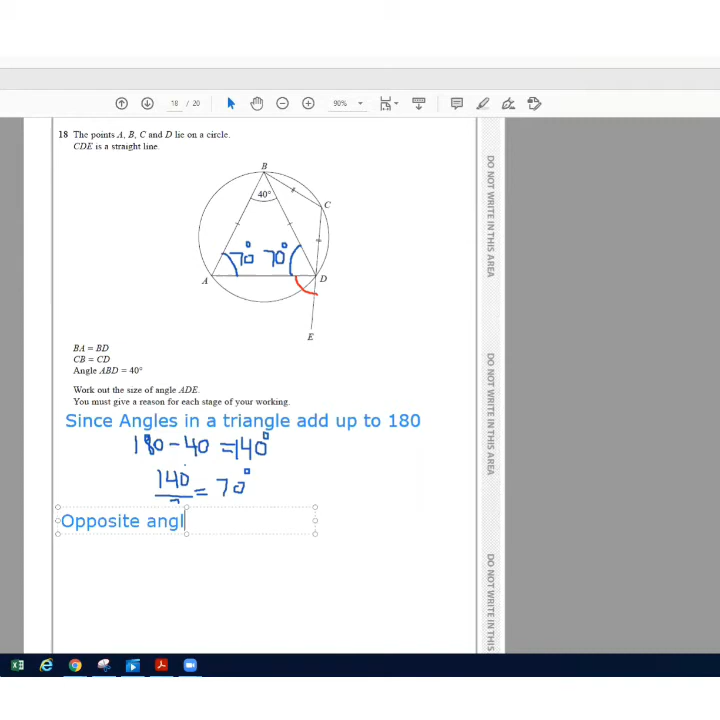 18 / 20
90%
18 The points A, B, C and D lie on a circle.
CDE is a straight line.
B
40°
C
70° 70°
A
D
E
BA = BD
CB = CD
Angle ABD = 40°
Work out the size of angle ADE.
You must give a reason for each stage of your working.
Since Angles in a triangle add up to 180
180 - 40 = 140°
140
= 70°
Opposite angl
DO NOT WRITE IN THIS AREA
DO NOT WRITE IN THIS AREA
DO NOT WRITE IN THIS AREA